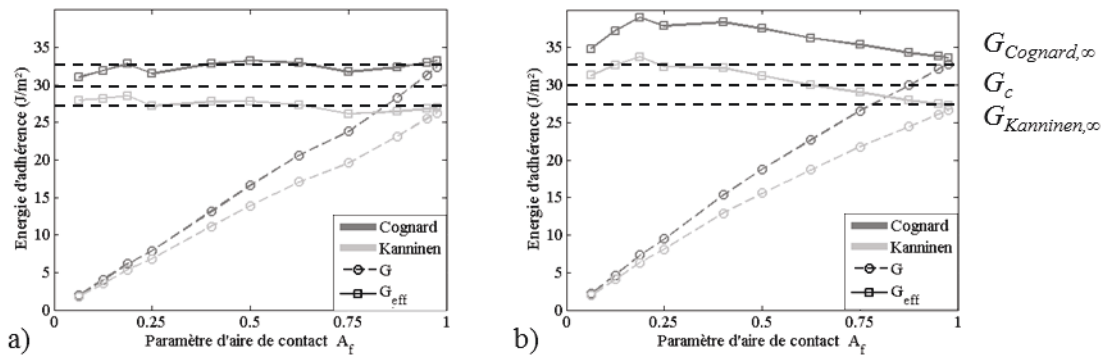 Energie d'adhérence (J/m²)
35
30
25
20
15
10
5
0
0 0.25 0.5 0.75 1
Paramètre d'aire de contact A_f
Cognard
Kanninen
G
G_eff
a)
Energie d'adhérence (J/m²)
35
30
25
20
15
10
5
0
0 0.25 0.5 0.75 1
Paramètre d'aire de contact A_f
Cognard
Kanninen
G
G_eff
b)
G_Cognard,∞
G_c
G_Kanninen,∞